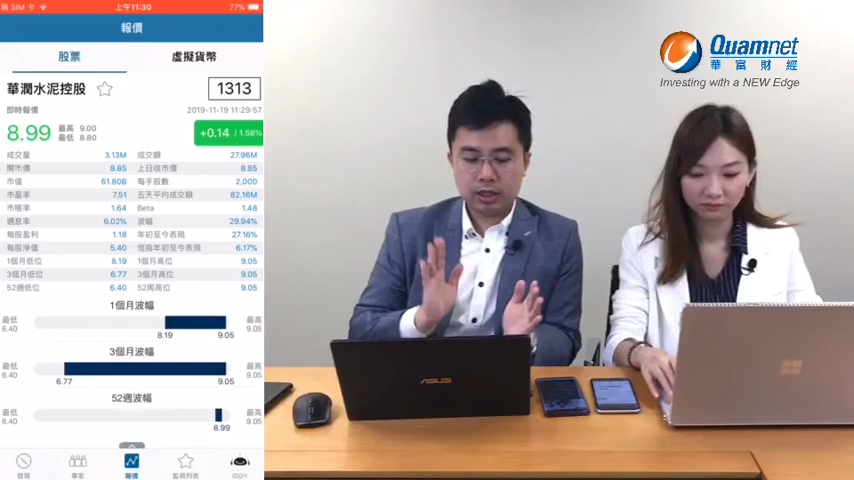 無 SIM 卡
上午11:30
77%
報價
股票
虛擬貨幣
華潤水泥控股
1313
即時報價
2019-11-19 11:29:57
8.99
最高 9.00
最低 8.80
+0.14 / 1.58%
成交量 3.13M 成交額 27.96M
開市價 8.85 上日收市價 8.85
市值 61.80B 每手股數 2,000
市盈率 7.51 五天平均成交額 82.16M
市賬率 1.64 Beta 1.48
週息率 6.02% 波幅 29.94%
每股盈利 1.18 年初至今表現 27.16%
每股淨值 5.40 恆指年初至今表現 6.17%
1個月低位 8.19 1個月高位 9.05
3個月低位 6.77 3個月高位 9.05
52週低位 6.40 52周高位 9.05
1個月波幅
最低 6.40
最高 9.05
8.19 9.05
3個月波幅
最低 6.40
最高 9.05
6.77 9.05
52週波幅
最低 6.40
最高 9.05
8.99
專家
報價
監視列表
Quamnet
華富財經
Investing with a NEW Edge
ASUS